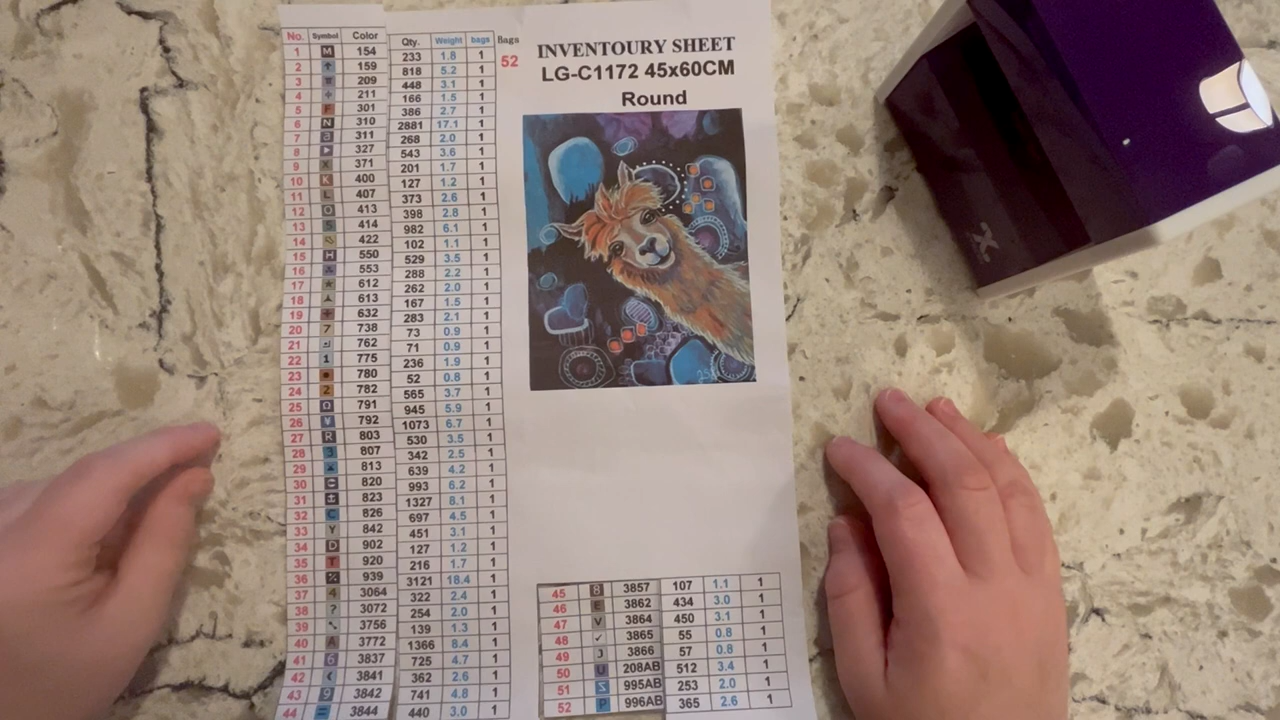 No. Symbol Color Qty. Weight bags Bags
1 M 154 233 1.8 1 52
2 ↑ 159 818 5.2 1
3 209 448 3.1 1
4 211 166 1.5 1
5 F 301 386 2.7 1
6 N 310 2881 17.1 1
7 3 311 268 2.0 1
8 ▶ 327 543 3.6 1
9 X 371 201 1.7 1
10 K 400 127 1.2 1
11 L 407 373 2.6 1
12 O 413 398 2.8 1
13 S 414 982 6.1 1
14 422 102 1.1 1
15 H 550 529 3.5 1
16 553 288 2.2 1
17 ★ 612 262 2.0 1
18 613 167 1.5 1
19 + 632 283 2.1 1
20 7 738 73 0.9 1
21 762 71 0.9 1
22 1 775 236 1.9 1
23 ● 780 52 0.8 1
24 2 782 565 3.7 1
25 Ω 791 945 5.9 1
26 ¥ 792 1073 6.7 1
27 R 803 530 3.5 1
28 3 807 342 2.5 1
29 813 639 4.2 1
30 820 993 6.2 1
31 ± 823 1327 8.1 1
32 C 826 697 4.5 1
33 Y 842 451 3.1 1
34 D 902 127 1.2 1
35 T 920 216 1.7 1
36 939 3121 18.4 1
37 4 3064 322 2.4 1
38 ? 3072 254 2.0 1
39 3756 139 1.3 1
40 A 3772 1366 8.4 1
41 6 3837 725 4.7 1
42 3841 362 2.6 1
43 9 3842 741 4.8 1
44 = 3844 440 3.0 1
INVENTOURY SHEET
LG-C1172 45x60CM
Round
45 8 3857 107 1.1 1
46 E 3862 434 3.0 1
47 V 3864 450 3.1 1
48 ✓ 3865 55 0.8 1
49 J 3866 57 0.8 1
50 U 208AB 512 3.4 1
51 Z 995AB 253 2.0 1
52 P 996AB 365 2.6 1